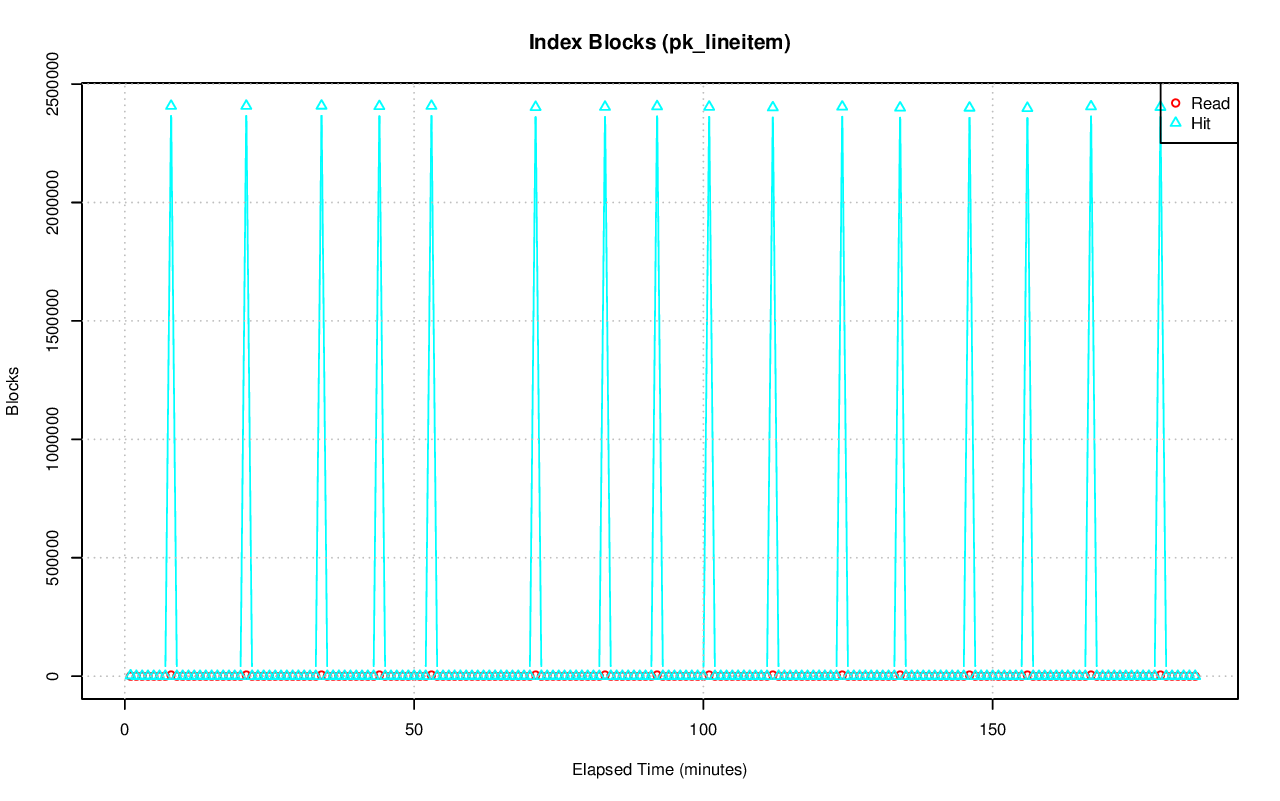 Index Blocks (pk_lineitem)
Read
Hit
Blocks
2500000
2000000
1500000
1000000
500000
0
0 50 100 150
Elapsed Time (minutes)